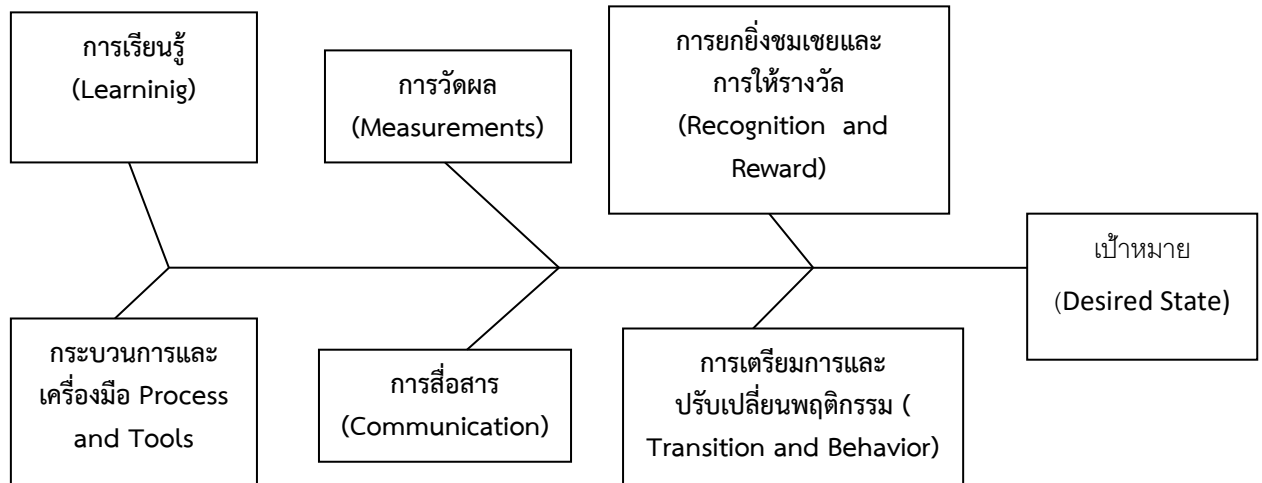 การเรียนรู้
(Learninig)
การวัดผล
(Measurements)
การยกยิ่งชมเชยและ
การให้รางวัล
(Recognition and
Reward)
เป้าหมาย
(Desired State)
กระบวนการและ
เครื่องมือ Process
and Tools
การสื่อสาร
(Communication)
การเตรียมการและ
ปรับเปลี่ยนพฤติกรรม (
Transition and Behavior)